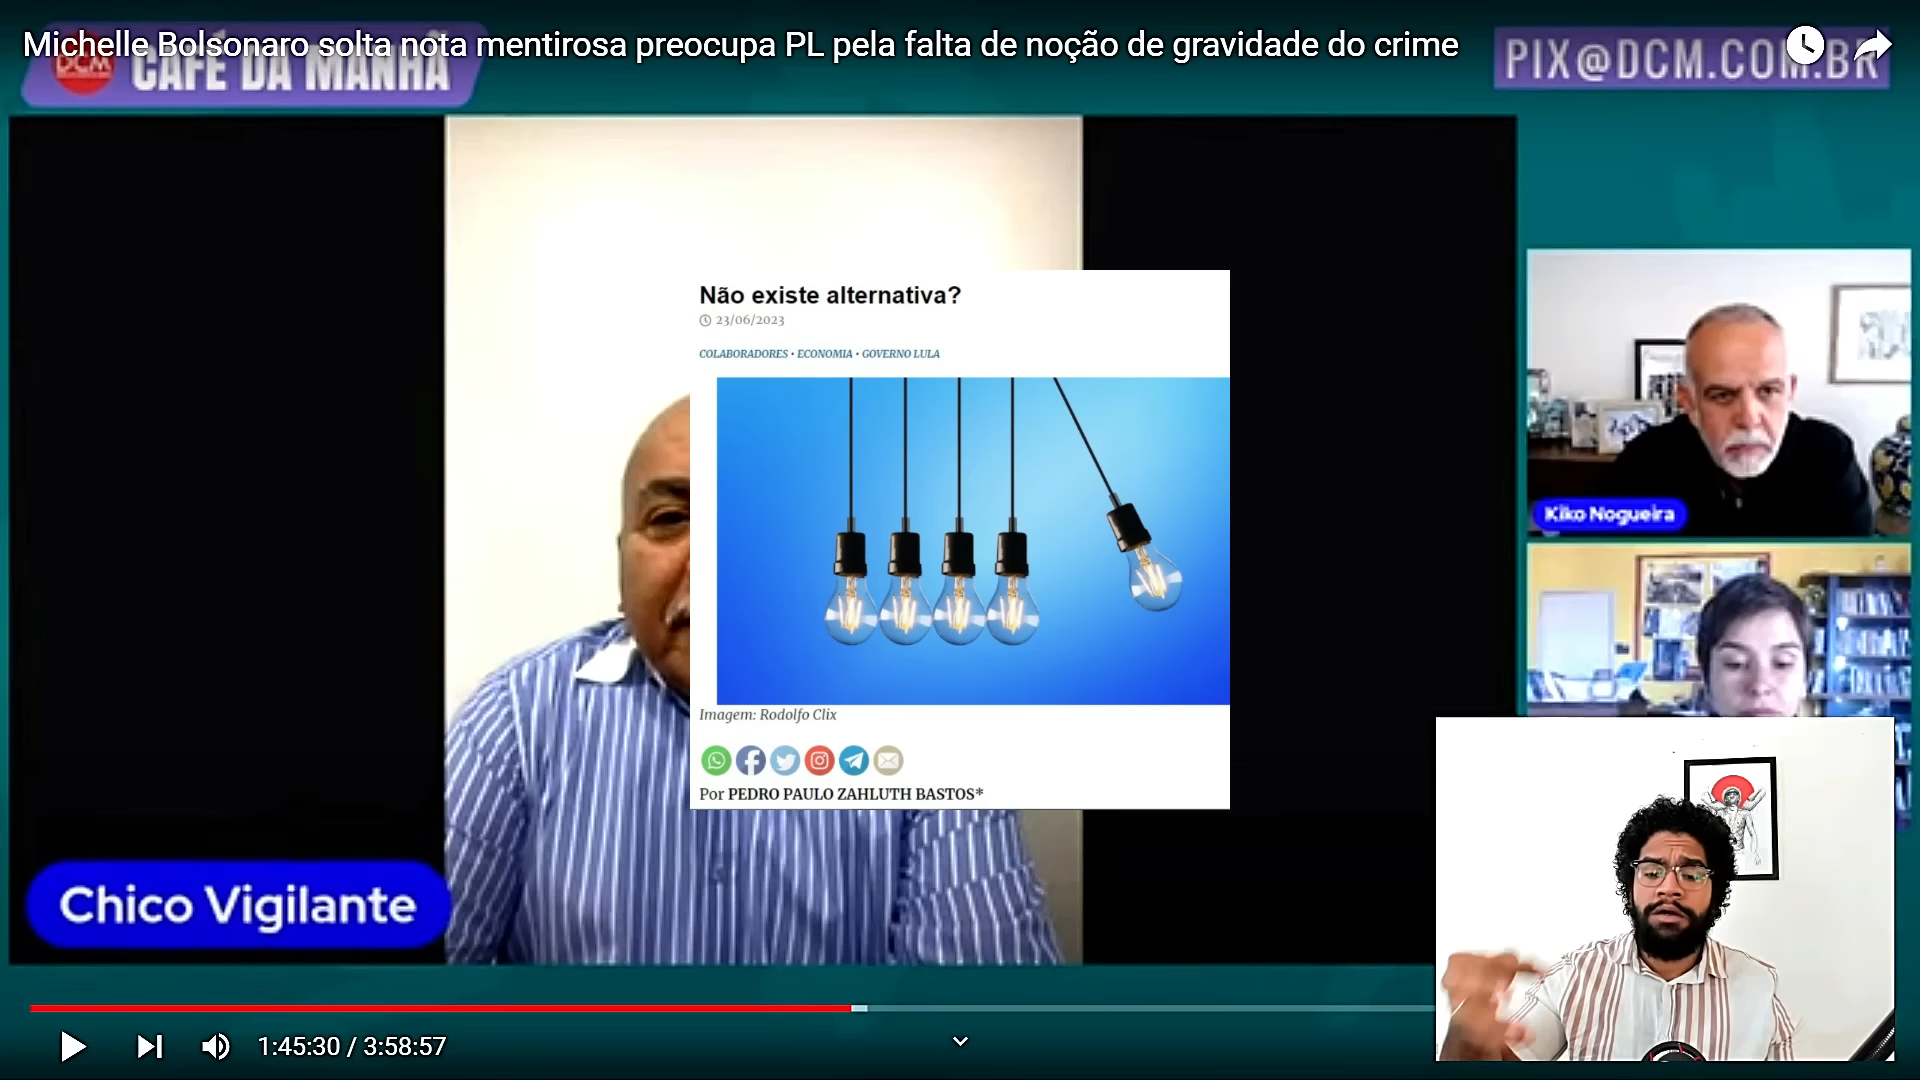 Michelle Bolsonaro solta nota mentirosa preocupa PL pela falta de noção de gravidade do crime
DCM
CAFÉ DA MANHÃ
PIX@DCM.COM.BR
Não existe alternativa?
23/06/2023
COLABORADORES • ECONOMIA • GOVERNO LULA
Imagem: Rodolfo Clix
Por PEDRO PAULO ZAHLUTH BASTOS*
Kiko Nogueira
Chico Vigilante
1:45:30 / 3:58:57